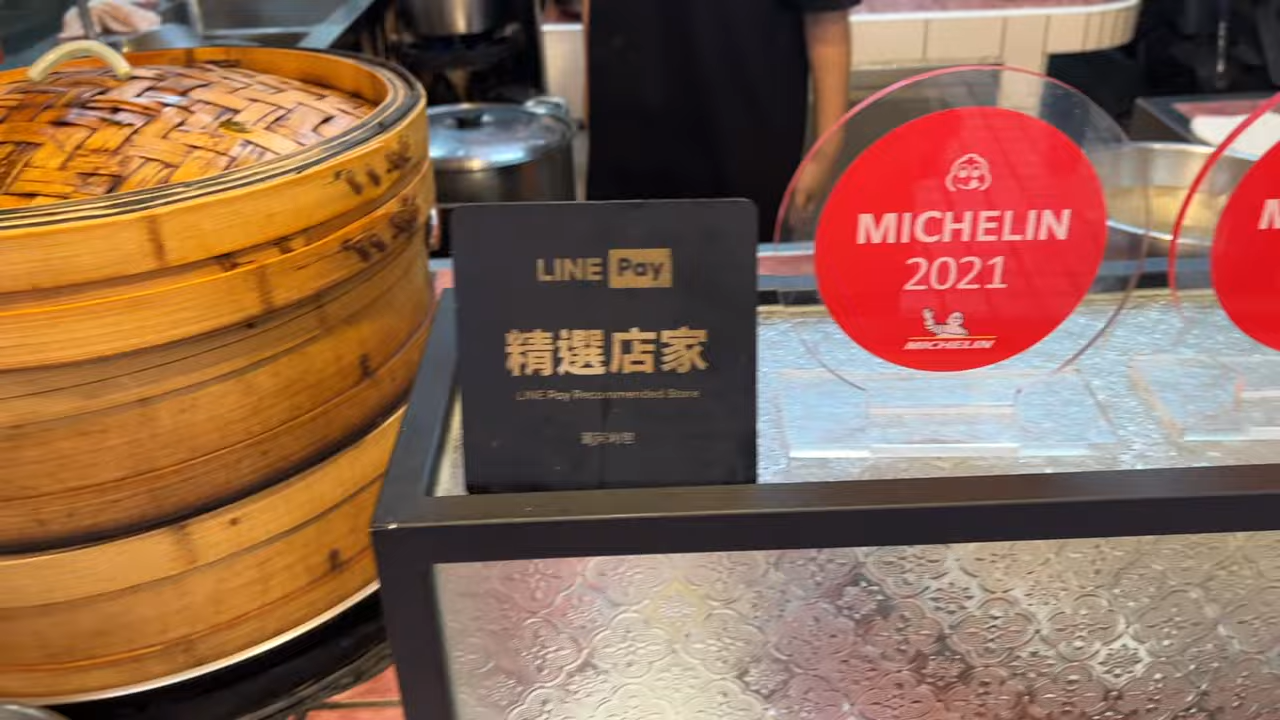 LINE Pay
精選店家
LINE Pay Recommended Store
MICHELIN
2021
MICHELIN
M